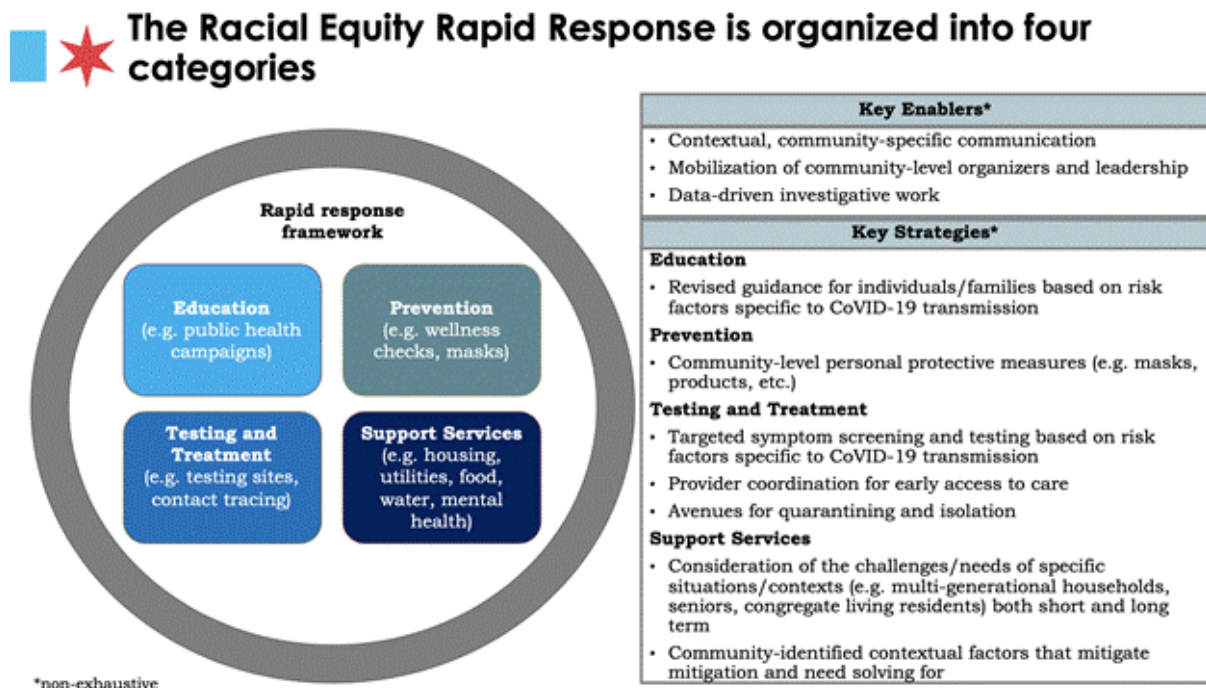 The Racial Equity Rapid Response is organized into four
categories
Rapid response
framework
Education
(e.g. public health
campaigns)
Prevention
(e.g. wellness
checks, masks)
Testing and
Treatment
(e.g. testing sites,
contact tracing)
Support Services
(e.g. housing,
utilities, food,
water, mental
health)
*non-exhaustive
Key Enablers*
• Contextual, community-specific communication
• Mobilization of community-level organizers and leadership
• Data-driven investigative work
Key Strategies*
Education
• Revised guidance for individuals/families based on risk
factors specific to CoVID-19 transmission
Prevention
• Community-level personal protective measures (e.g. masks,
products, etc.)
Testing and Treatment
• Targeted symptom screening and testing based on risk
factors specific to CoVID-19 transmission
• Provider coordination for early access to care
• Avenues for quarantining and isolation
Support Services
• Consideration of the challenges/needs of specific
situations/contexts (e.g. multi-generational households,
seniors, congregate living residents) both short and long
term
• Community-identified contextual factors that mitigate
mitigation and need solving for